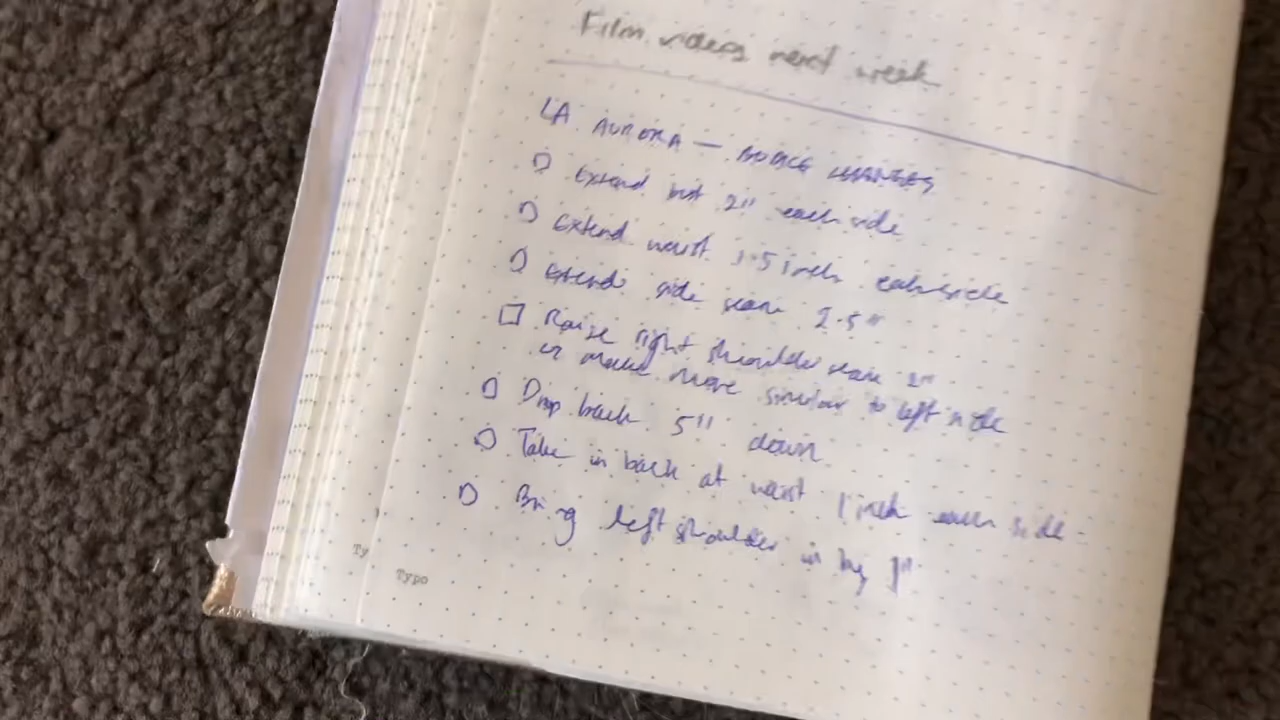 Film videos next week
LA AURORA — BODICE CHANGES
Extend bust 2" each side
Extend waist 1.5 inch each side
Extend side seam 2.5"
Raise right shoulder seam 2"
or make more similar to left side
Drop back 5" down
Take in back at waist 1 inch each side
Bring left shoulder in by 1"
Ty
Typo